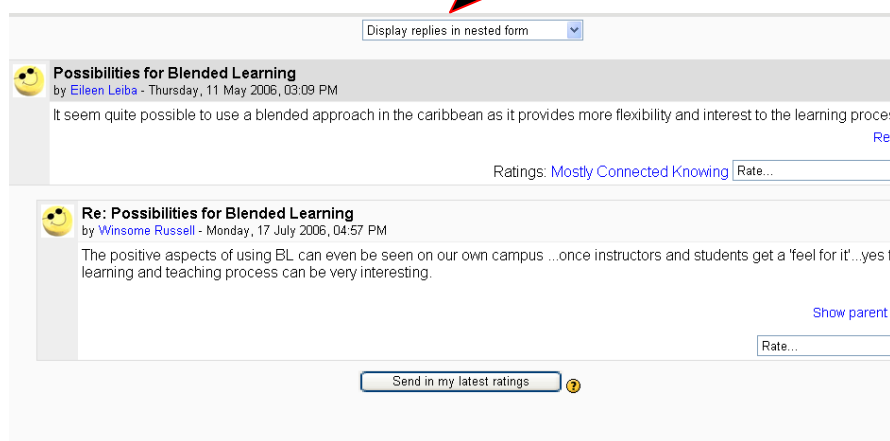 Display replies in nested form
Possibilities for Blended Learning
by Eileen Leiba - Thursday, 11 May 2006, 03:09 PM
It seem quite possible to use a blended approach in the caribbean as it provides more flexibility and interest to the learning proces
Re
Ratings: Mostly Connected Knowing Rate...
Re: Possibilities for Blended Learning
by Winsome Russell - Monday, 17 July 2006, 04:57 PM
The positive aspects of using BL can even be seen on our own campus ...once instructors and students get a 'feel for it'...yes
learning and teaching process can be very interesting.
Show parent
Rate...
Send in my latest ratings
?